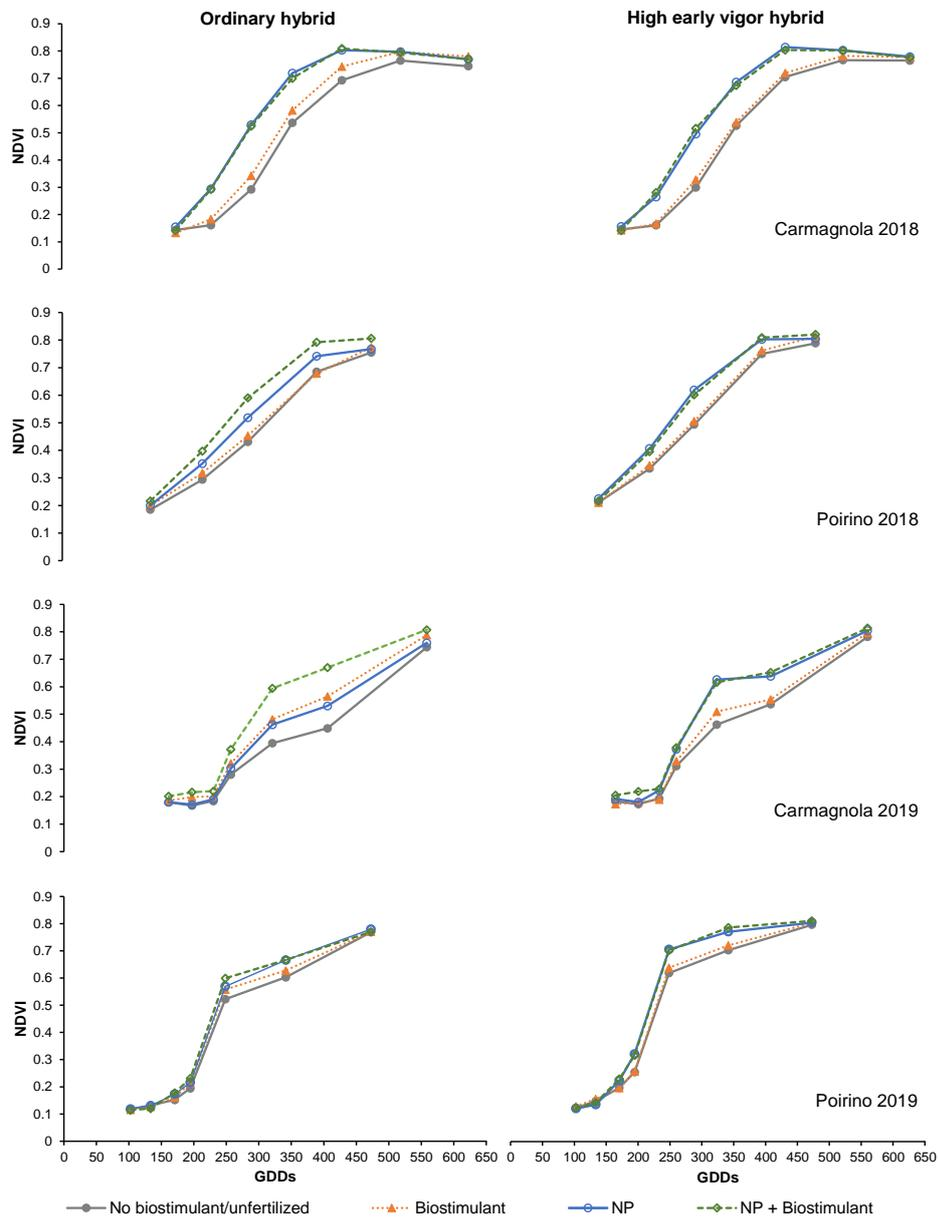 Ordinary hybrid
High early vigor hybrid
0.9
0.8
0.7
0.6
0.5
0.4
0.3
0.2
0.1
0
NDVI
Carmagnola 2018
0.9
0.8
0.7
0.6
0.5
0.4
0.3
0.2
0.1
0
NDVI
Poirino 2018
0.9
0.8
0.7
0.6
0.5
0.4
0.3
0.2
0.1
0
NDVI
Carmagnola 2019
0.9
0.8
0.7
0.6
0.5
0.4
0.3
0.2
0.1
0
NDVI
Poirino 2019
0 50 100 150 200 250 300 350 400 450 500 550 600 650
0 50 100 150 200 250 300 350 400 450 500 550 600 650
GDDs
GDDs
No biostimulant/unfertilized Biostimulant NP NP + Biostimulant